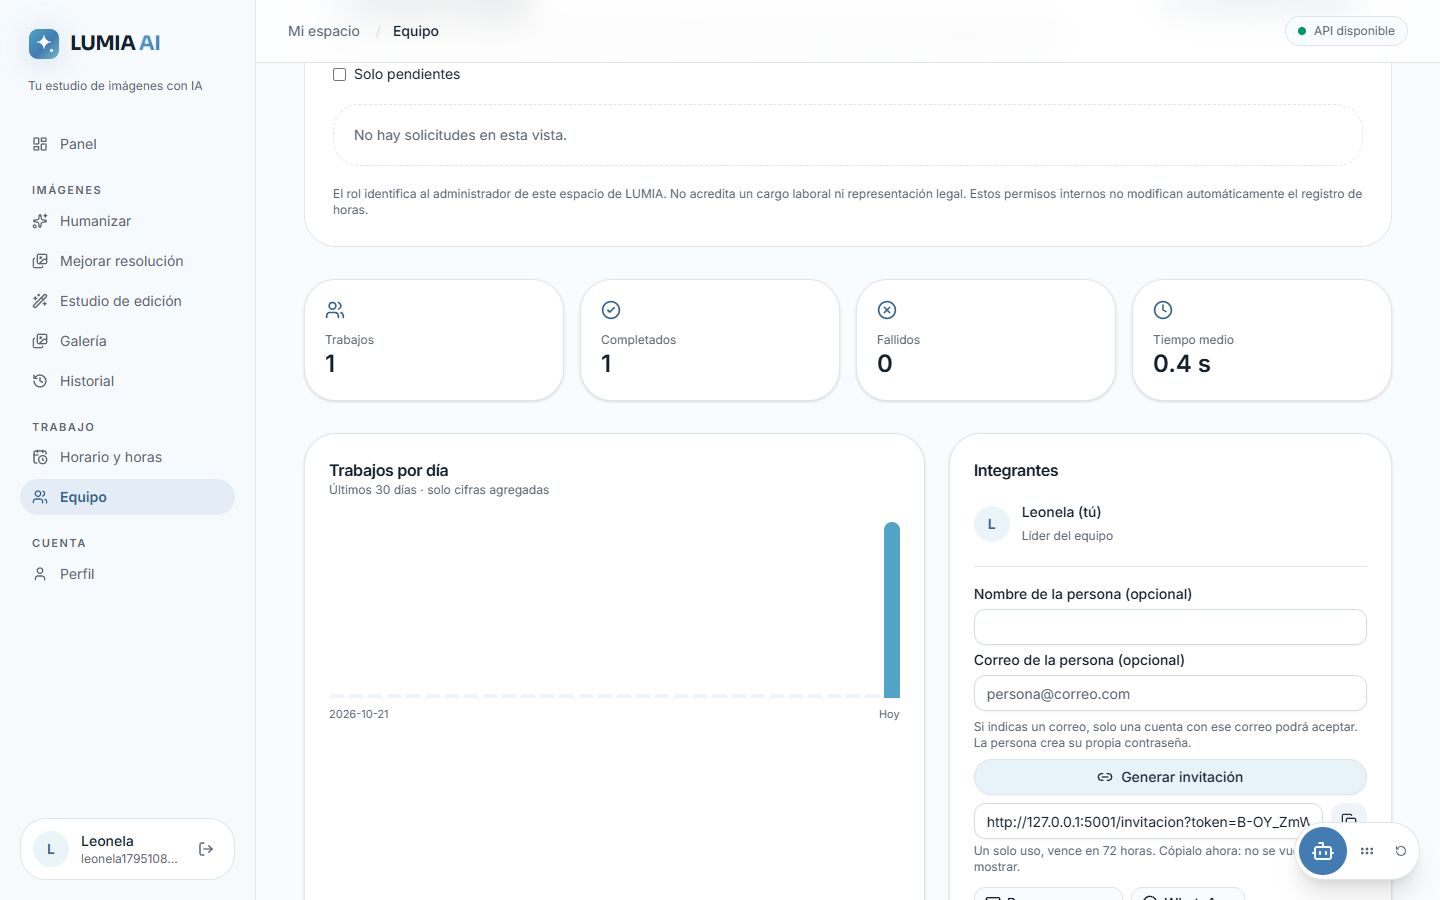 LUMIA AI
Tu estudio de imágenes con IA
Panel
IMÁGENES
Humanizar
Mejorar resolución
Estudio de edición
Galería
Historial
TRABAJO
Horario y horas
Equipo
CUENTA
Perfil
L
Leonela
leonela1795108...
Mi espacio / Equipo
API disponible
Solo pendientes
No hay solicitudes en esta vista.
El rol identifica al administrador de este espacio de LUMIA. No acredita un cargo laboral ni representación legal. Estos permisos internos no modifican automáticamente el registro de
horas.
Trabajos
1
Completados
1
Fallidos
0
Tiempo medio
0.4 s
Trabajos por día
Últimos 30 días · solo cifras agregadas
2026-10-21
Hoy
Integrantes
L
Leonela (tú)
Líder del equipo
Nombre de la persona (opcional)
Correo de la persona (opcional)
persona@correo.com
Si indicas un correo, solo una cuenta con ese correo podrá aceptar.
La persona crea su propia contraseña.
Generar invitación
http://127.0.0.1:5001/invitacion?token=B-OY_ZmW
Un solo uso, vence en 72 horas. Cópialo ahora: no se
mostrar.